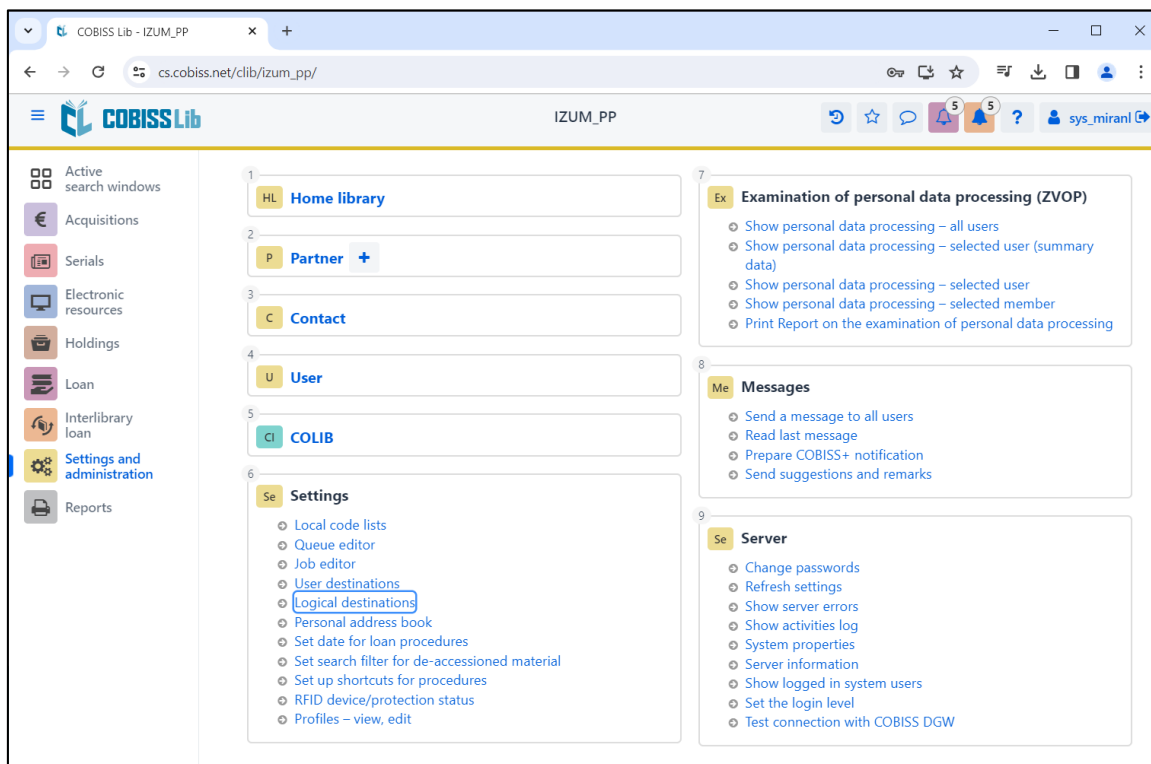 COBISS Lib - IZUM_PP
cs.cobiss.net/clib/izum_pp/
COBISS Lib
IZUM_PP
5
5
?
sys_miranl
Active
search windows
€
Acquisitions
Serials
Electronic
resources
Holdings
Loan
Interlibrary
loan
Settings and
administration
Reports
1
HL Home library
2
P Partner +
3
C Contact
4
U User
5
Cl COLIB
6
Se Settings
Local code lists
Queue editor
Job editor
User destinations
Logical destinations
Personal address book
Set date for loan procedures
Set search filter for de-accessioned material
Set up shortcuts for procedures
RFID device/protection status
Profiles – view, edit
7
Ex Examination of personal data processing (ZVOP)
Show personal data processing – all users
Show personal data processing – selected user (summary
data)
Show personal data processing – selected user
Show personal data processing – selected member
Print Report on the examination of personal data processing
8
Me Messages
Send a message to all users
Read last message
Prepare COBISS+ notification
Send suggestions and remarks
9
Se Server
Change passwords
Refresh settings
Show server errors
Show activities log
System properties
Server information
Show logged in system users
Set the login level
Test connection with COBISS DGW